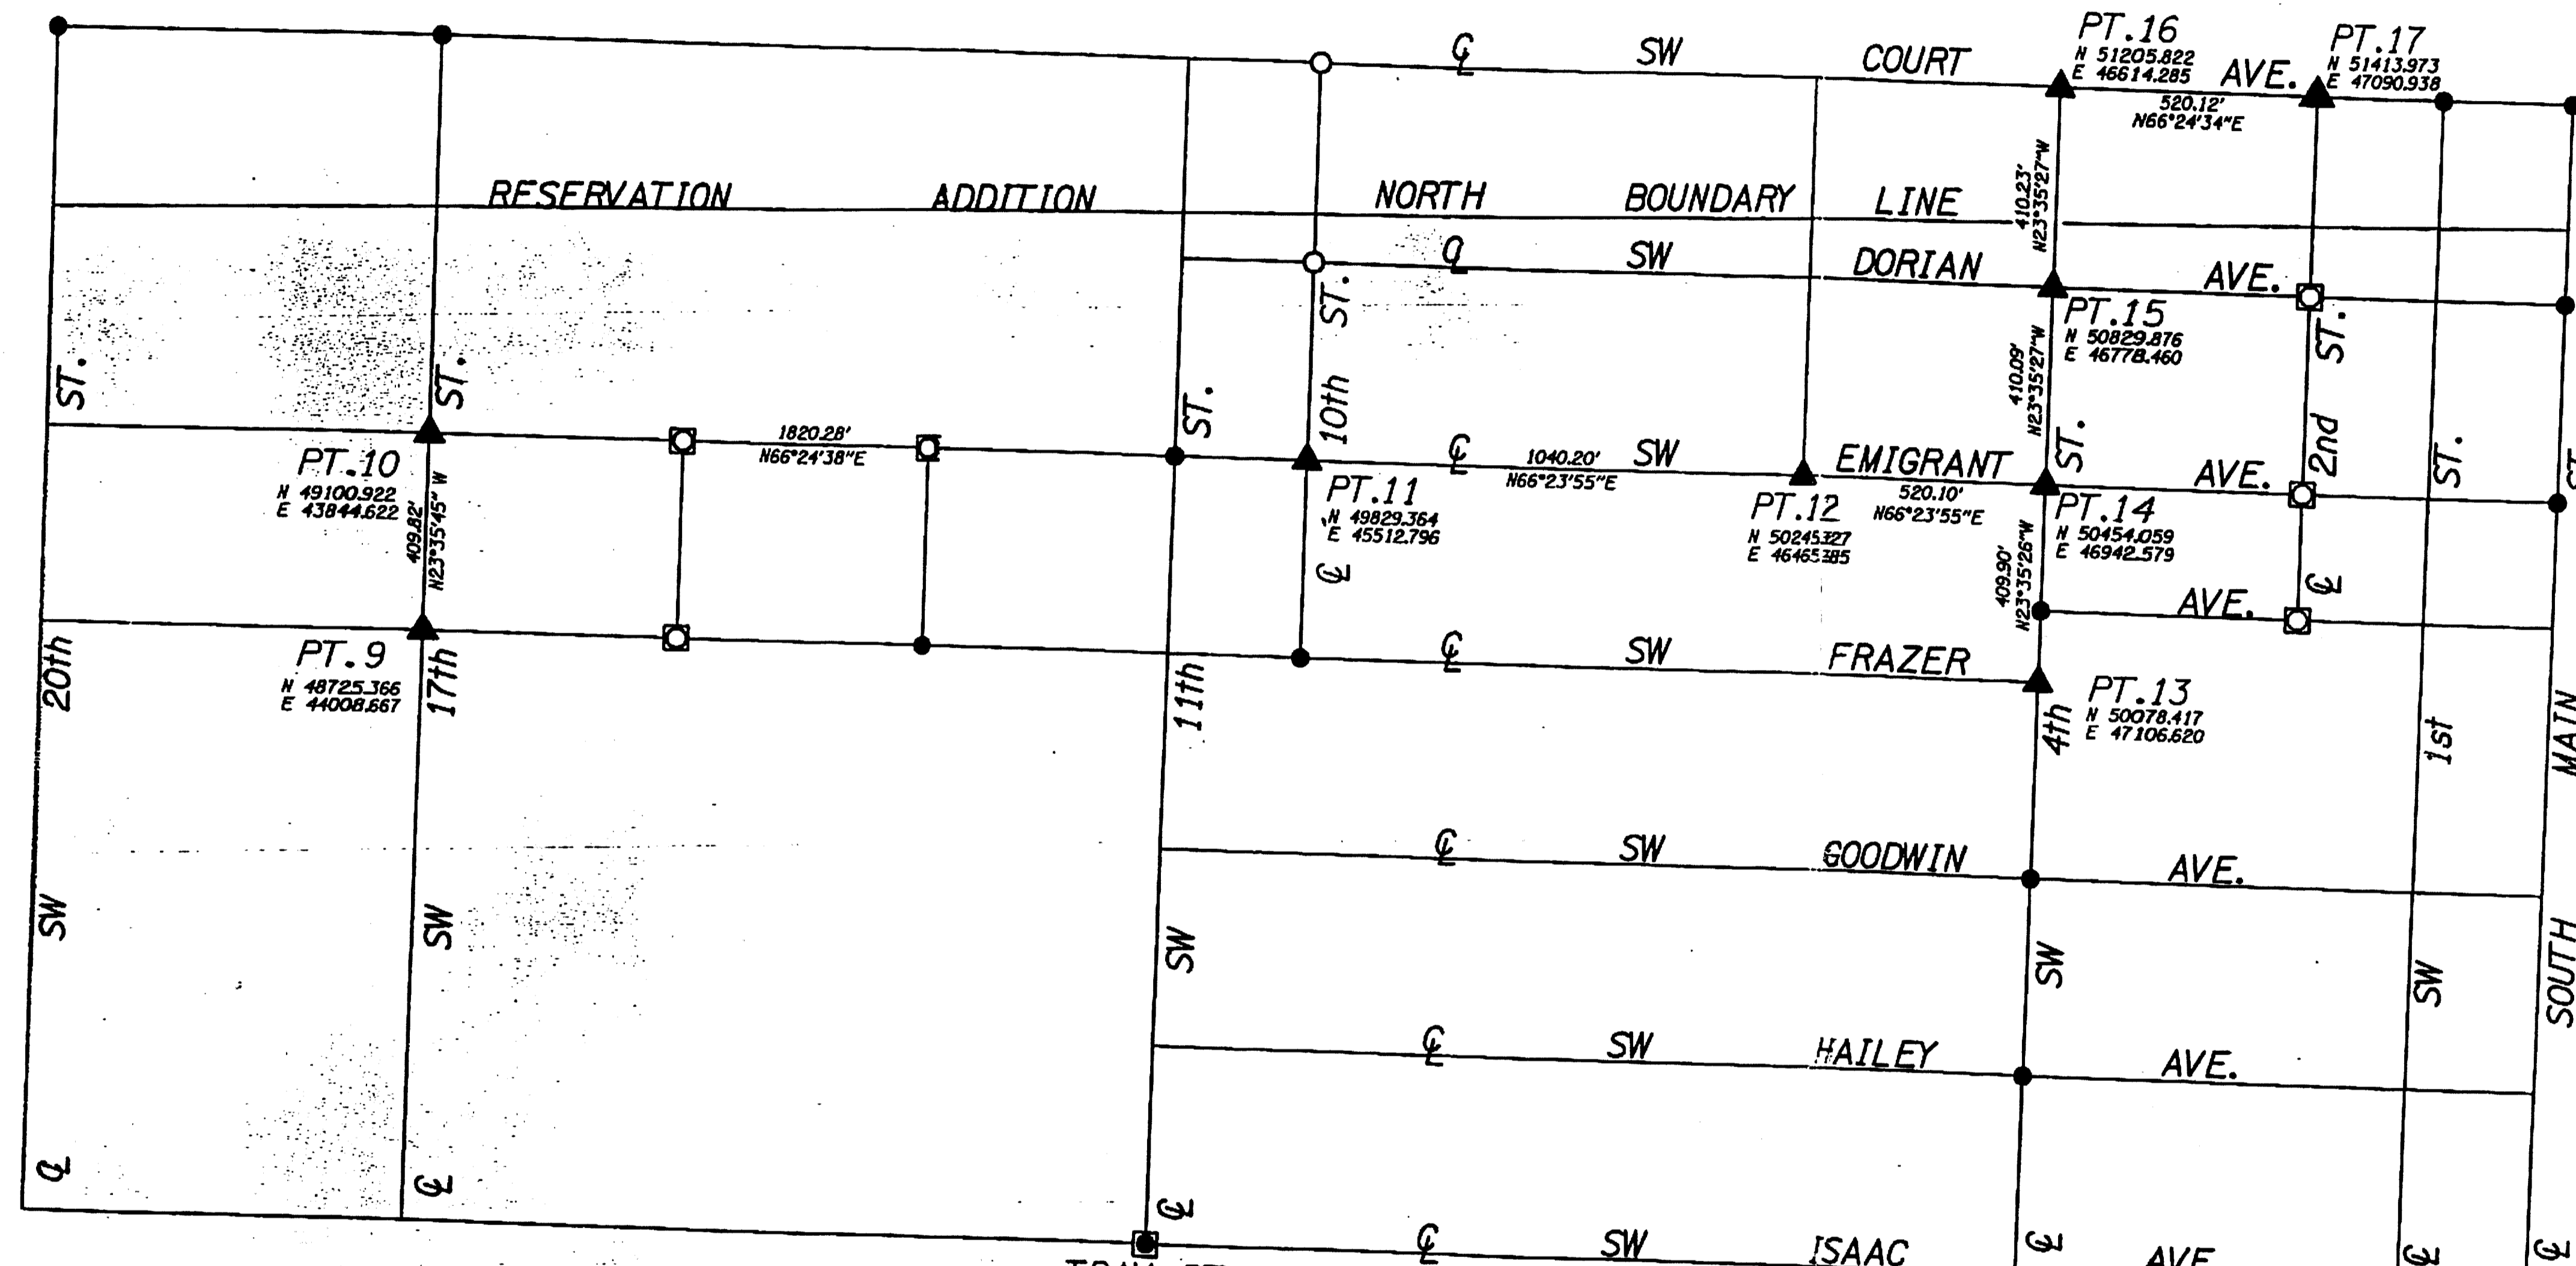 PT.16
N 51205.822
E 46614.285
PT.17
N 51413.973
E 47090.938
℄ SW COURT AVE.
520.12'
N66°24'34"E
410.23'
N23°35'27"W
RESERVATION ADDITION NORTH BOUNDARY LINE
℄ SW DORIAN AVE.
PT.15
N 50829.876
E 46778.460
410.09'
N23°35'27"W
ST.
ST.
ST.
ST.
ST.
ST.
ST.
10th
2nd
1820.28'
N66°24'38"E
℄
1040.20'
N66°23'55"E
SW EMIGRANT AVE.
520.10'
N66°23'55"E
PT.10
N 49100.922
E 43844.622
409.82'
N23°35'45" W
PT.11
N 49829.364
E 45512.796
PT.12
N 50245.327
PT.14
N 50454.059
E 46942.579
409.90'
N23°35'26"W
℄
℄
AVE.
PT.9
N 48725.366
E 44008.667
20th
17th
11th
℄ SW FRAZER
PT.13
N 50078.417
E 47106.620
4th
1st
MAIN
℄ SW GOODWIN AVE.
SW
SW
SW
SW
SW
SOUTH
℄ SW HAILEY AVE.
℄
℄
℄
℄ SW ISAAC AVE
℄
℄
℄